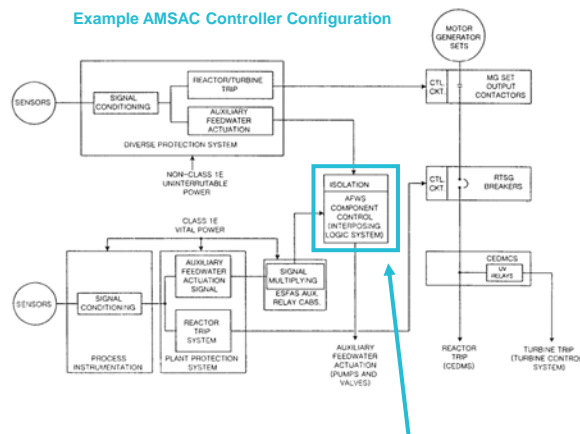 Example AMSAC Controller Configuration
MOTOR
GENERATOR
SETS
SENSORS
SIGNAL
CONDITIONING
REACTOR/TURBINE
TRIP
AUXILIARY
FEEDWATER
ACTUATION
DIVERSE PROTECTION SYSTEM
CTL.
CKT.
MG SET
OUTPUT
CONTACTORS
NON-CLASS 1E
UNINTERRUTABLE
POWER
ISOLATION
AFWS
COMPONENT
CONTROL
(INTERPOSING
LOGIC SYSTEM)
CTL.
CKT.
RTSG
BREAKERS
CLASS 1E
VITAL POWER
SENSORS
SIGNAL
CONDITIONING
PROCESS
INSTRUMENTATION
AUXILIARY
FEEDWATER
ACTUATION
SIGNAL
REACTOR
TRIP
SYSTEM
PLANT PROTECTION
SYSTEM
SIGNAL
MULTIPLYING
ESFAS AUX.
RELAY CABS.
CEDMCS
UV
RELAYS
AUXILIARY
FEEDWATER
ACTUATION
(PUMPS AND
VALVES)
REACTOR
TRIP
(CEDMS)
TURBINE TRIP
(TURBINE CONTROL
SYSTEM)